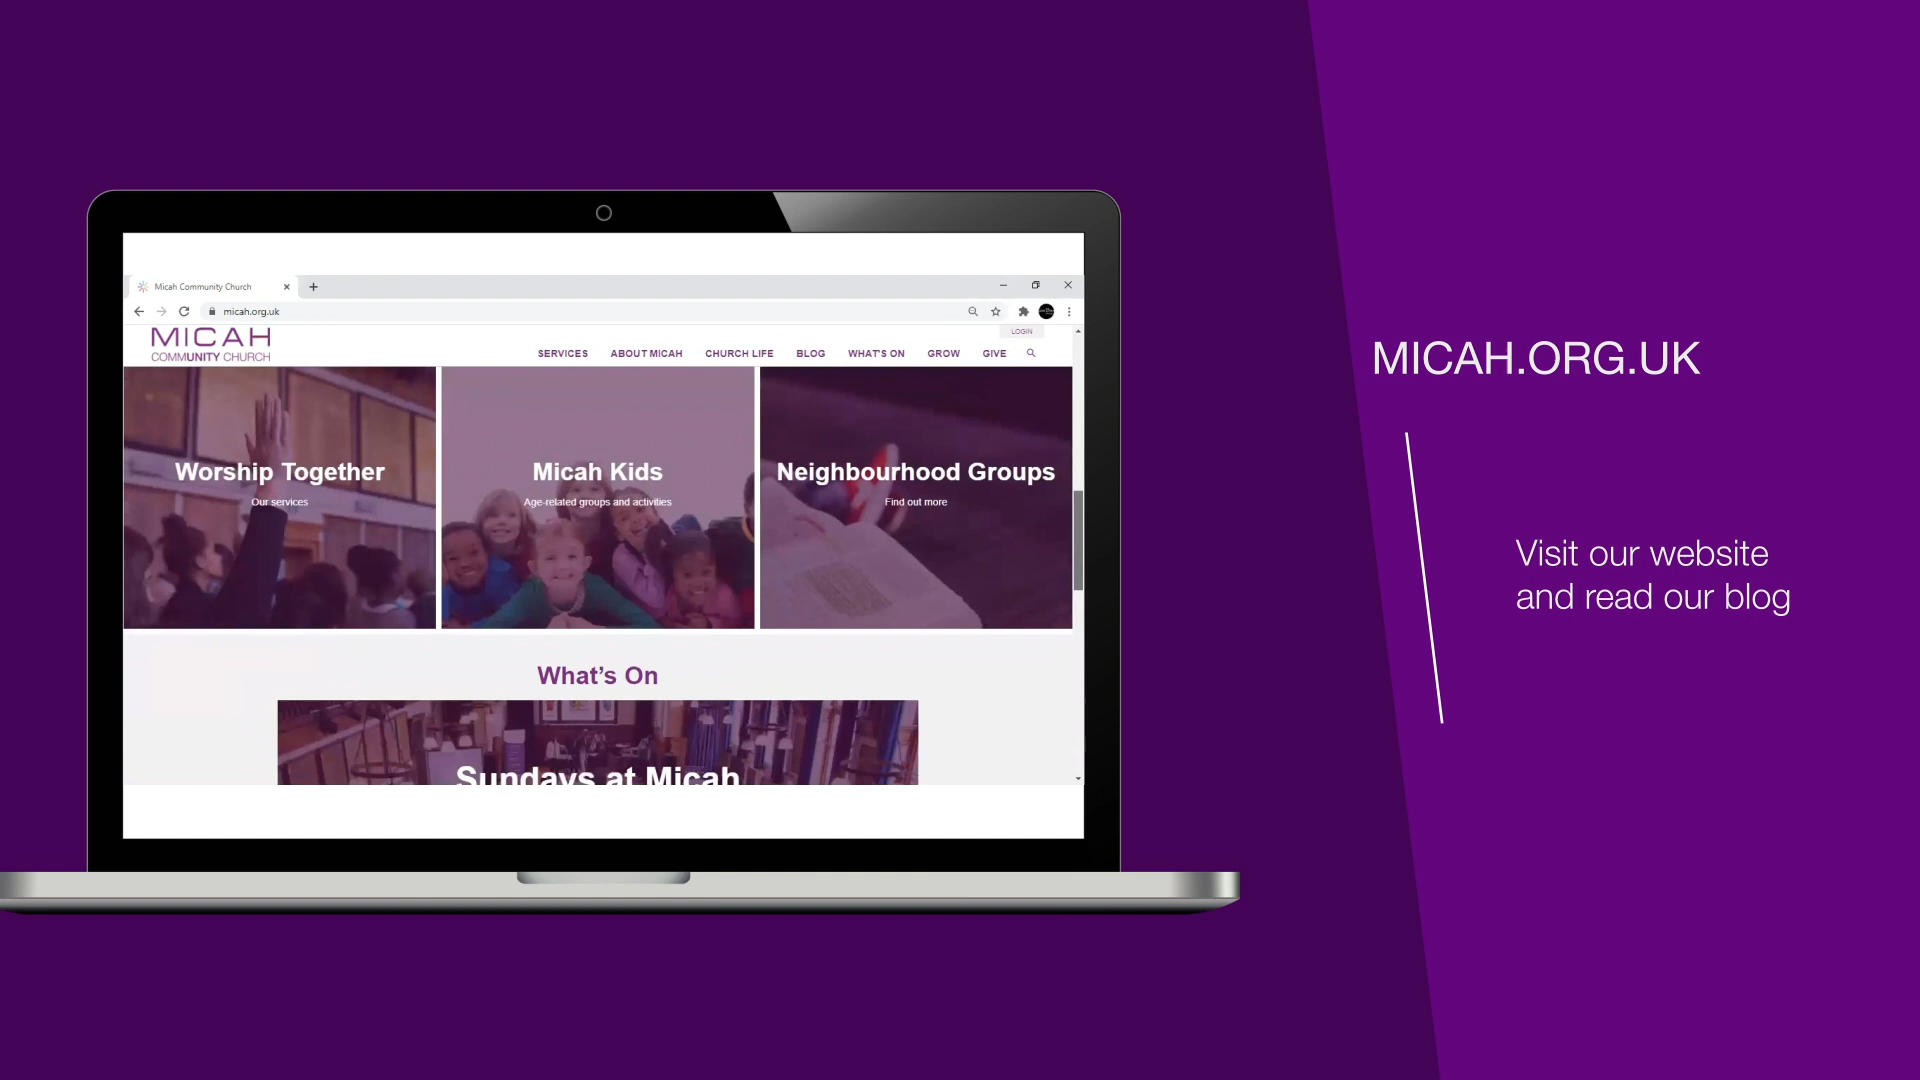 Micah Community Church
micah.org.uk
MICAH
COMMUNITY CHURCH
LOGIN
SERVICES ABOUT MICAH CHURCH LIFE BLOG WHAT'S ON GROW GIVE
Worship Together
Our services
Micah Kids
Age-related groups and activities
Neighbourhood Groups
Find out more
What's On
Sundays at Micah
MICAH.ORG.UK
Visit our website
and read our blog